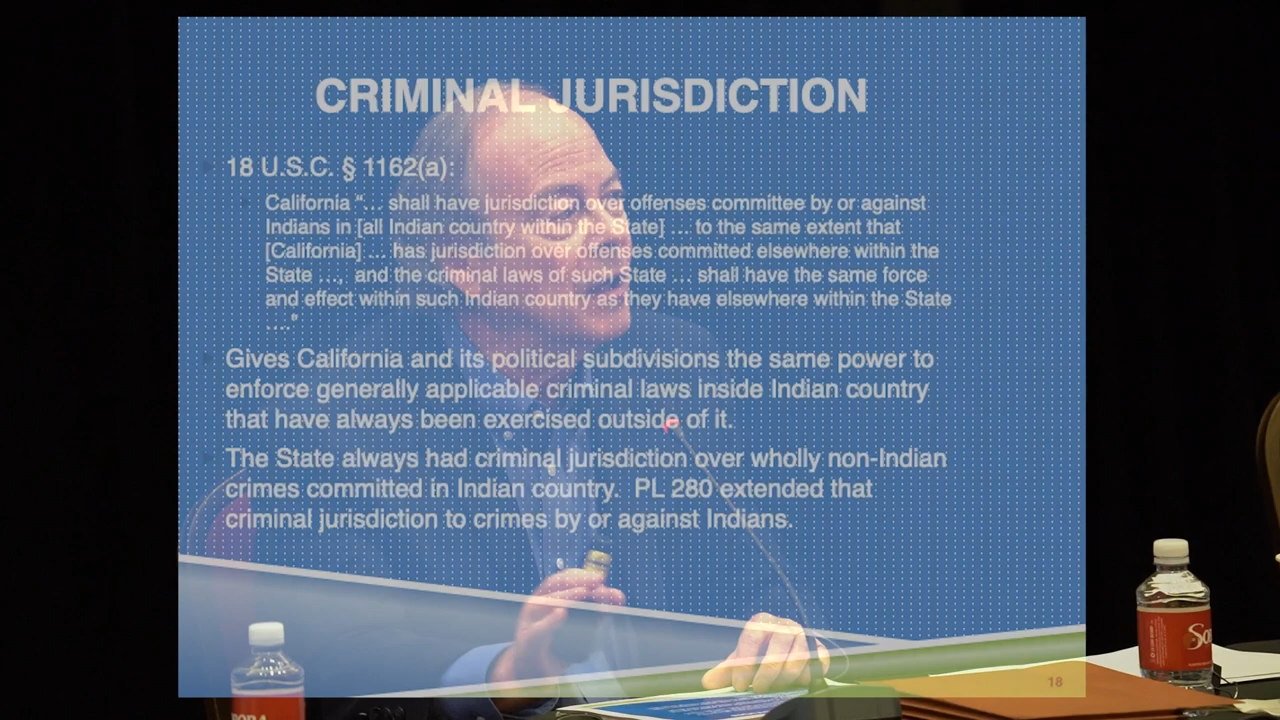 CRIMINAL JURISDICTION
18 U.S.C. § 1162(a):
California “… shall have jurisdiction over offenses committee by or against
Indians in [all Indian country within the State] … to the same extent that
[California] … has jurisdiction over offenses committed elsewhere within the
State …, and the criminal laws of such State … shall have the same force
and effect within such Indian country as they have elsewhere within the State
….”
Gives California and its political subdivisions the same power to
enforce generally applicable criminal laws inside Indian country
that have always been exercised outside of it.
The State always had criminal jurisdiction over wholly non-Indian
crimes committed in Indian country. PL 280 extended that
criminal jurisdiction to crimes by or against Indians.
18